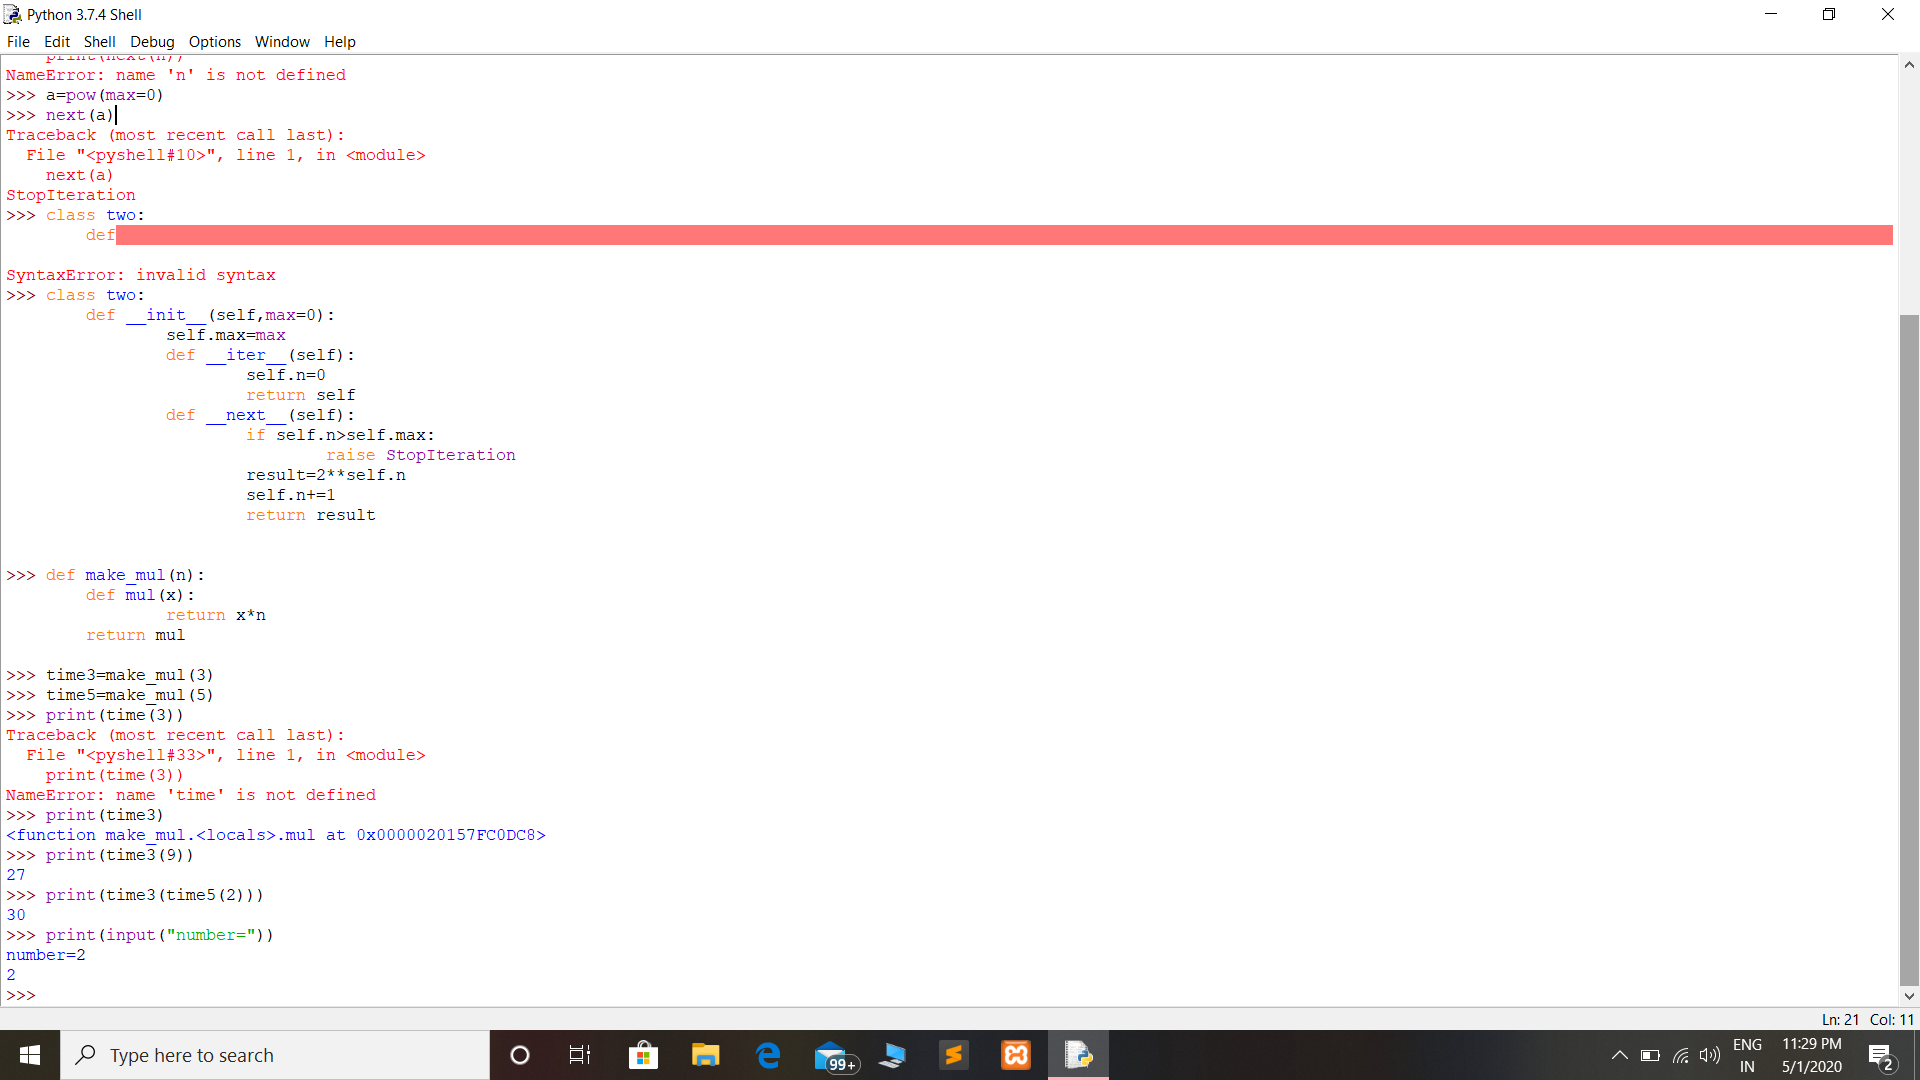 Python 3.7.4 Shell
File Edit Shell Debug Options Window Help
    print(next(n))
NameError: name 'n' is not defined
>>> a=pow(max=0)
>>> next(a)
Traceback (most recent call last):
  File "<pyshell#10>", line 1, in <module>
    next(a)
StopIteration
>>> class two:
        def
SyntaxError: invalid syntax
>>> class two:
        def __init__(self,max=0):
                self.max=max
                def __iter__(self):
                        self.n=0
                        return self
                def __next__(self):
                        if self.n>self.max:
                                raise StopIteration
                        result=2**self.n
                        self.n+=1
                        return result
>>> def make_mul(n):
        def mul(x):
                return x*n
        return mul
>>> time3=make_mul(3)
>>> time5=make_mul(5)
>>> print(time(3))
Traceback (most recent call last):
  File "<pyshell#33>", line 1, in <module>
    print(time(3))
NameError: name 'time' is not defined
>>> print(time3)
<function make_mul.<locals>.mul at 0x0000020157FC0DC8>
>>> print(time3(9))
27
>>> print(time3(time5(2)))
30
>>> print(input("number="))
number=2
2
>>>
Ln: 21 Col: 11
Type here to search
99+
ENG
IN
11:29 PM
5/1/2020
2